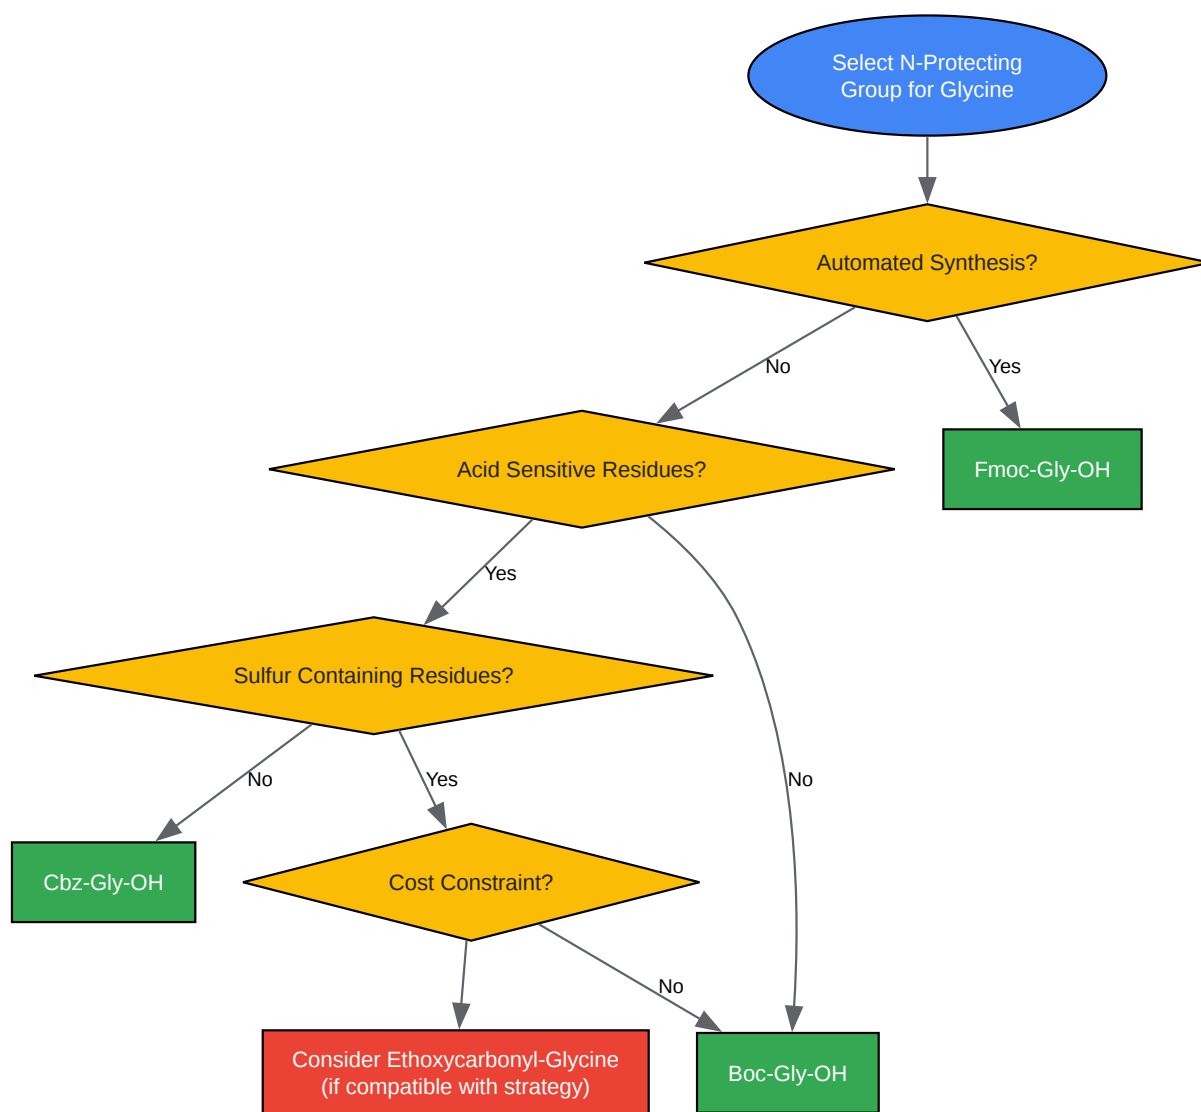 Select N-Protecting
Group for Glycine
Automated Synthesis?
No
Yes
Acid Sensitive Residues?
Fmoc-Gly-OH
Yes
Sulfur Containing Residues?
No
Yes
No
Cbz-Gly-OH
Cost Constraint?
No
Consider Ethoxycarbonyl-Glycine
(if compatible with strategy)
Boc-Gly-OH